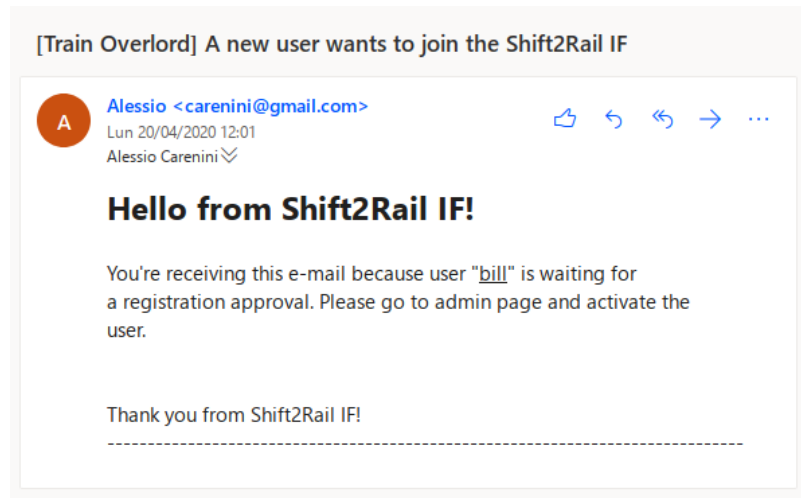 [Train Overlord] A new user wants to join the Shift2Rail IF
A
Alessio <carenini@gmail.com>
Lun 20/04/2020 12:01
Alessio Carenini
Hello from Shift2Rail IF!
You're receiving this e-mail because user "bill" is waiting for
a registration approval. Please go to admin page and activate the
user.
Thank you from Shift2Rail IF!
-------------------------------------------------------------------------------